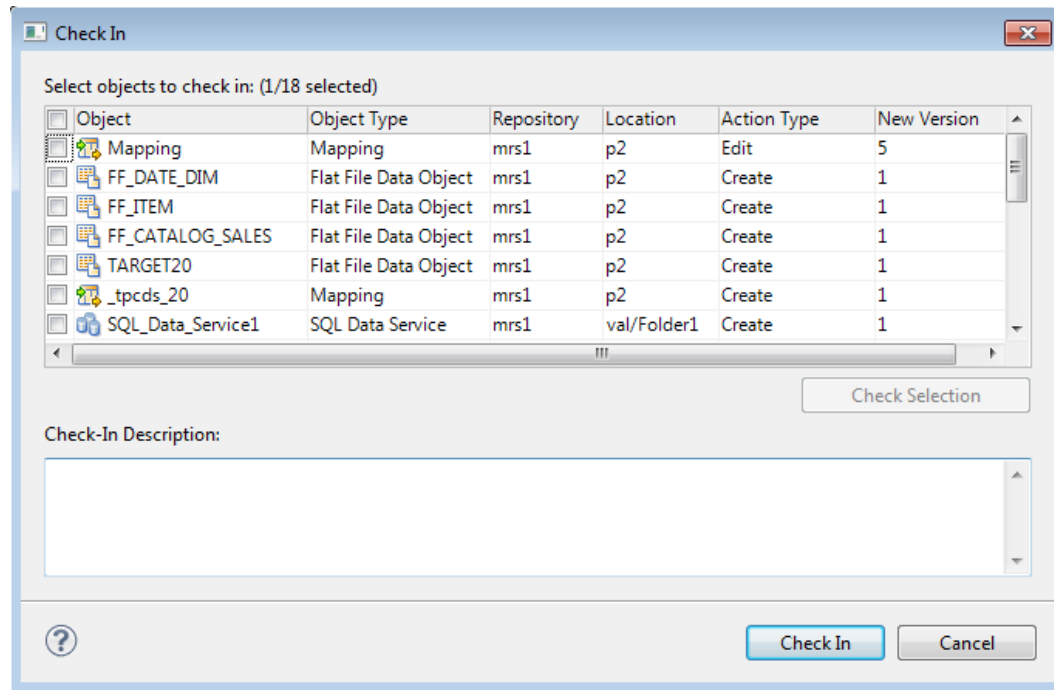 Check In
Select objects to check in: (1/18 selected)
Object Object Type Repository Location Action Type New Version
Mapping Mapping mrs1 p2 Edit 5
FF_DATE_DIM Flat File Data Object mrs1 p2 Create 1
FF_ITEM Flat File Data Object mrs1 p2 Create 1
FF_CATALOG_SALES Flat File Data Object mrs1 p2 Create 1
TARGET20 Flat File Data Object mrs1 p2 Create 1
_tpcds_20 Mapping mrs1 p2 Create 1
SQL_Data_Service1 SQL Data Service mrs1 val/Folder1 Create 1
Check Selection
Check-In Description:
Check In Cancel